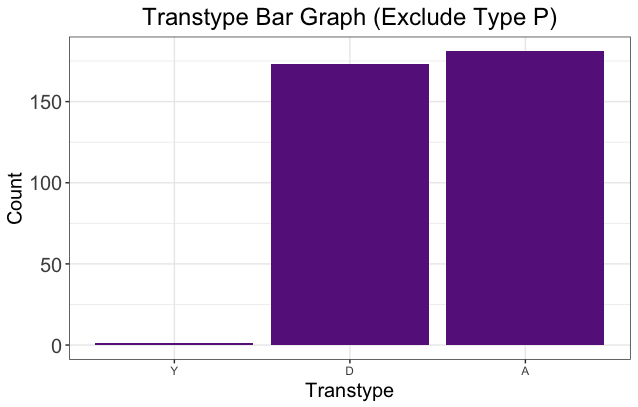 Transtype Bar Graph (Exclude Type P)
Count
150
100
50
0
Y D A
Transtype